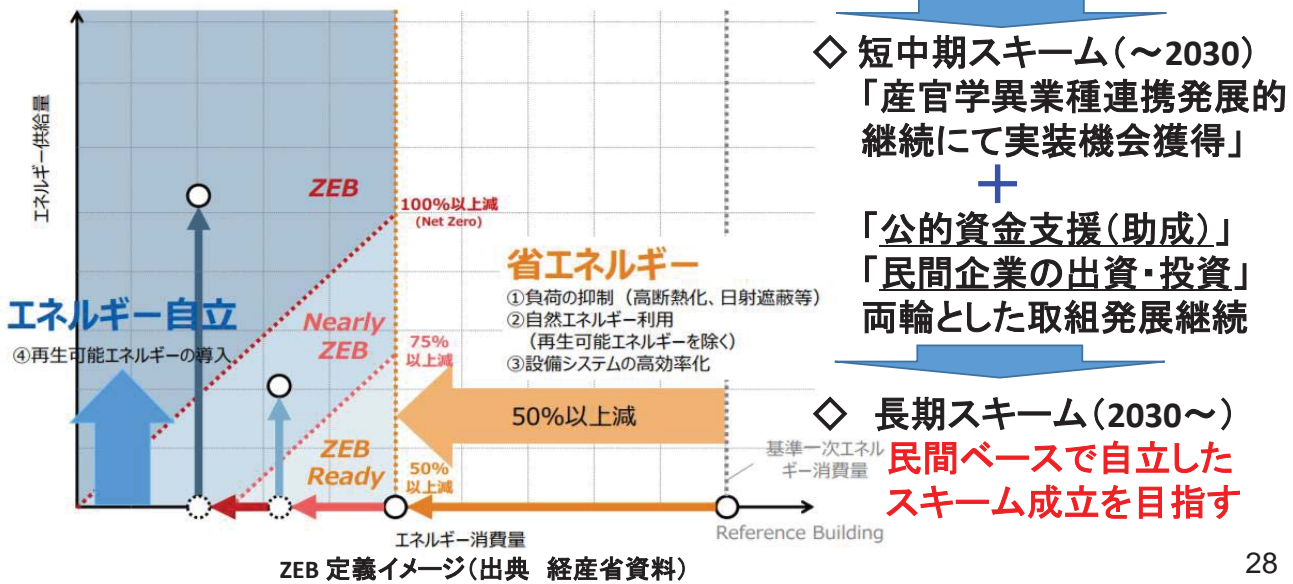 エネルギー供給量
ZEB
100%以上減
(Net Zero)
エネルギー自立
④再生可能エネルギーの導入
Nearly
ZEB
75%
以上減
省エネルギー
①負荷の抑制（高断熱化、日射遮蔽等）
②自然エネルギー利用
（再生可能エネルギーを除く）
③設備システムの高効率化
50%以上減
ZEB
Ready
50%
以上減
基準一次エネル
ギー消費量
エネルギー消費量
Reference Building
ZEB 定義イメージ（出典　経産省資料）
◇ 短中期スキーム（～2030）
「産官学異業種連携発展的
継続にて実装機会獲得」
＋
「公的資金支援（助成）」
「民間企業の出資・投資」
両輪とした取組発展継続
◇ 長期スキーム（2030～）
民間ベースで自立した
スキーム成立を目指す
28